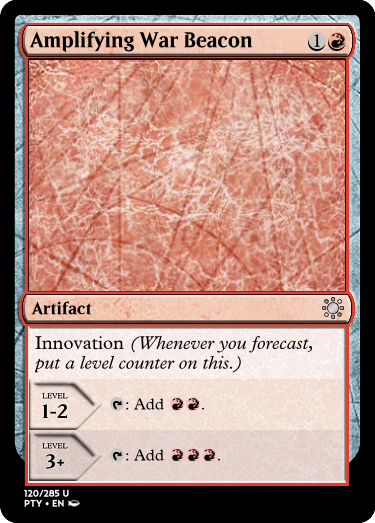 Amplifying War Beacon 1
Artifact
Innovation (Whenever you forecast,
put a level counter on this.)
LEVEL
1-2
: Add .
LEVEL
3+
: Add .
120/285 U
PTY • EN